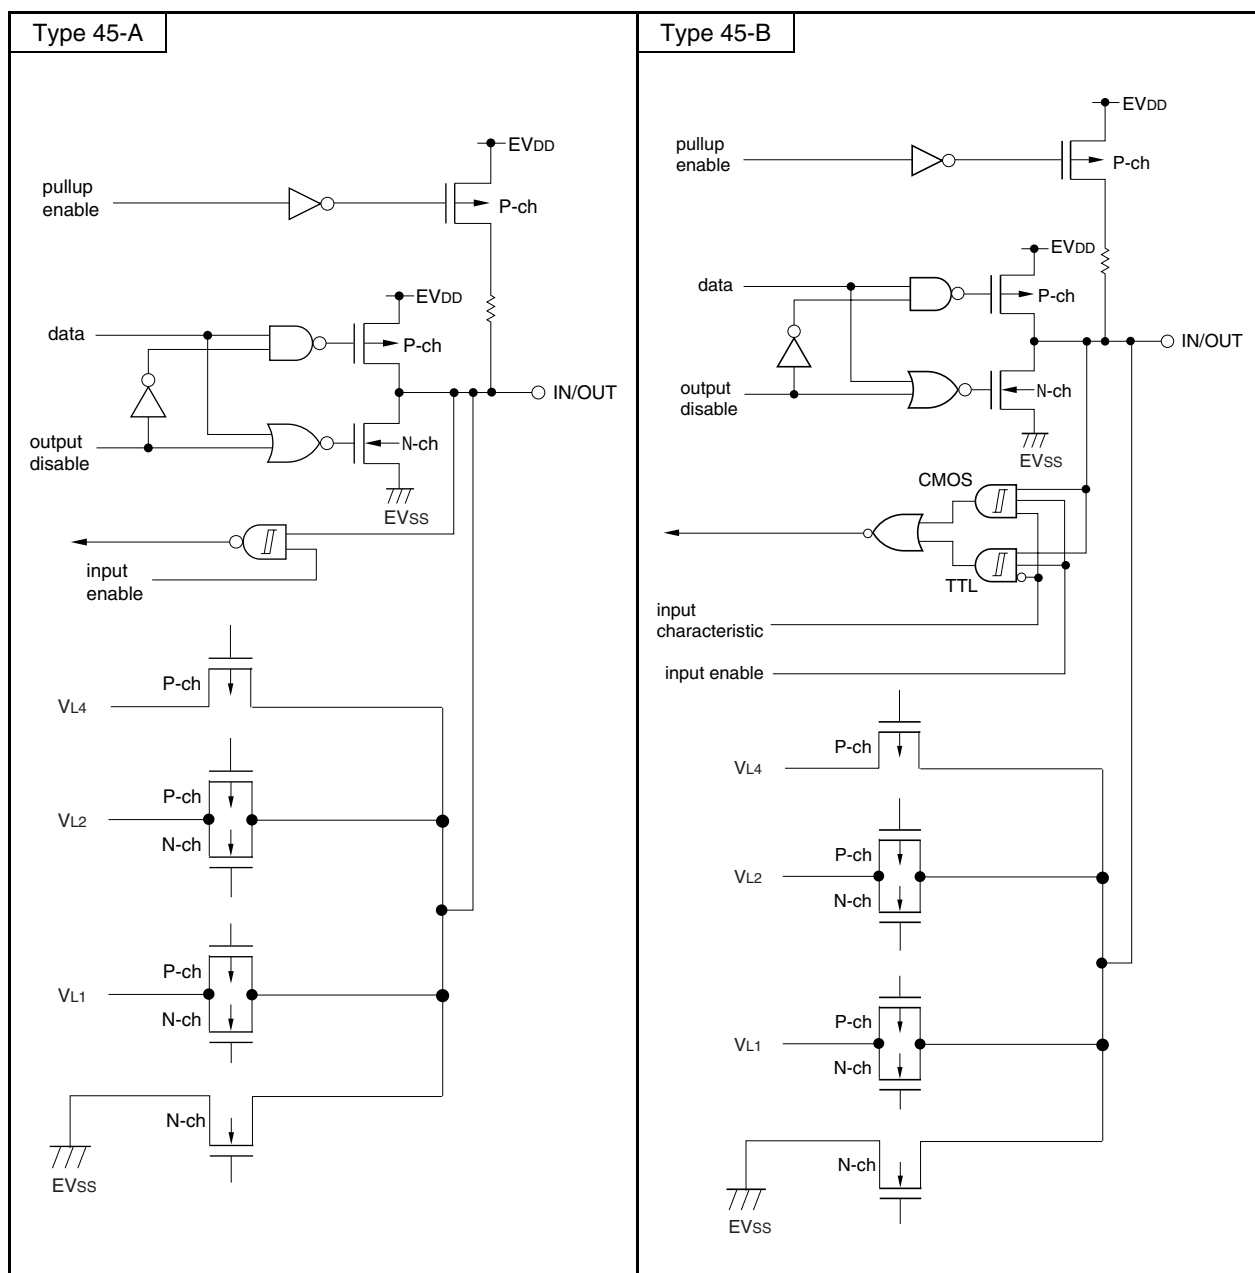 Type 45-A
EVDD
pullup
enable
P-ch
EVDD
data
P-ch
IN/OUT
output
disable
N-ch
EVSS
input
enable
P-ch
VL4
P-ch
VL2
N-ch
P-ch
VL1
N-ch
N-ch
EVSS
Type 45-B
EVDD
pullup
enable
P-ch
EVDD
data
P-ch
IN/OUT
output
disable
N-ch
EVSS
CMOS
TTL
input
characteristic
input enable
P-ch
VL4
P-ch
VL2
N-ch
P-ch
VL1
N-ch
N-ch
EVSS